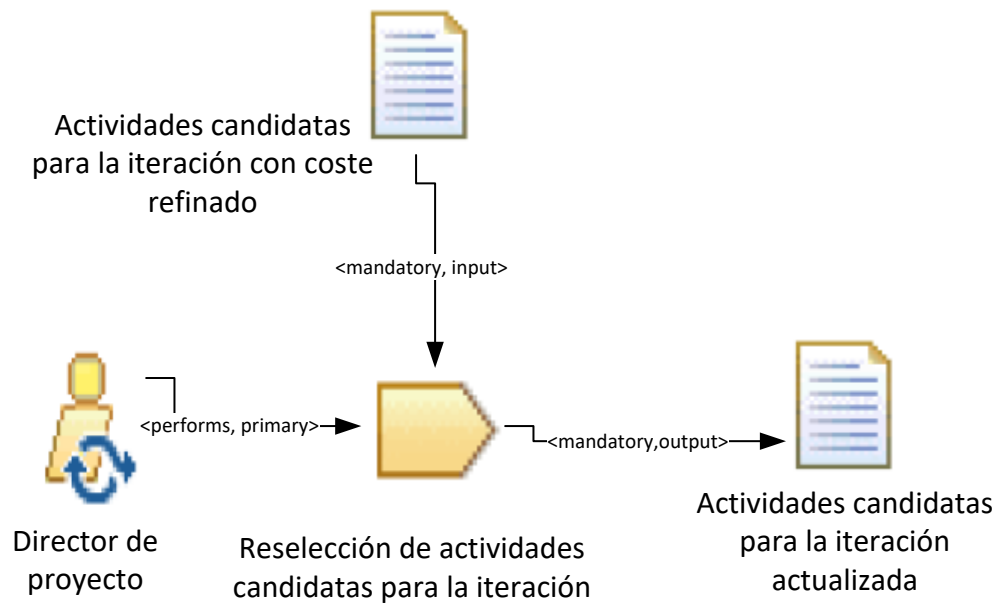 Actividades candidatas
para la iteración con coste
refinado
<mandatory, input>
<performs, primary>
<mandatory,output>
Director de
proyecto
Reselección de actividades
candidatas para la iteración
Actividades candidatas
para la iteración
actualizada